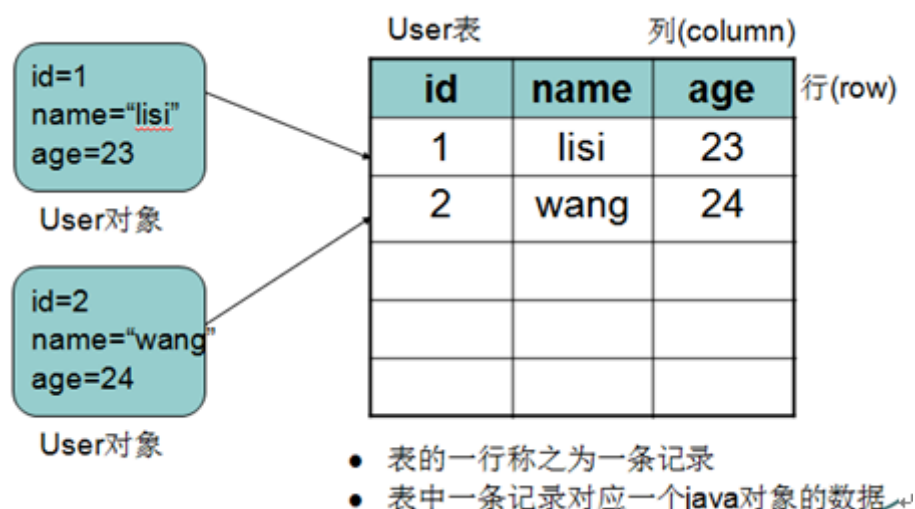 User表
列(column)
id=1
name=“lisi”
age=23
User对象
id=2
name=“wang”
age=24
User对象
id name age
行(row)
1 lisi 23
2 wang 24
● 表的一行称之为一条记录
● 表中一条记录对应一个java对象的数据↵